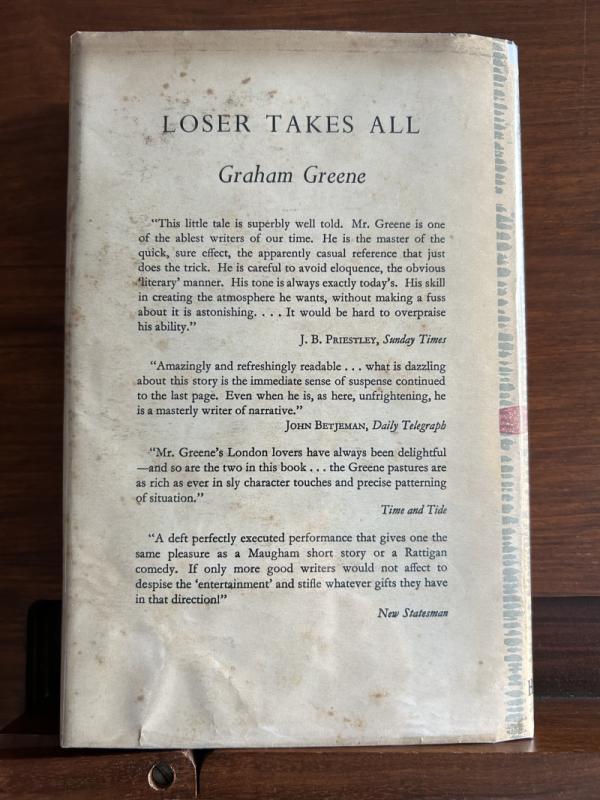 LOSER TAKES ALL
Graham Greene
"This little tale is superbly well told. Mr. Greene is one
of the ablest writers of our time. He is the master of the
quick, sure effect, the apparently casual reference that just
does the trick. He is careful to avoid eloquence, the obvious
'literary' manner. His tone is always exactly today's. His skill
in creating the atmosphere he wants, without making a fuss
about it is astonishing. . . . It would be hard to overpraise
his ability."
J. B. PRIESTLEY, Sunday Times
"Amazingly and refreshingly readable . . . what is dazzling
about this story is the immediate sense of suspense continued
to the last page. Even when he is, as here, unfrightening, he
is a masterly writer of narrative."
JOHN BETJEMAN, Daily Telegraph
"Mr. Greene's London lovers have always been delightful
—and so are the two in this book . . . the Greene pastures are
as rich as ever in sly character touches and precise patterning
of situation."
Time and Tide
"A deft perfectly executed performance that gives one the
same pleasure as a Maugham short story or a Rattigan
comedy. If only more good writers would not affect to
despise the 'entertainment' and stifle whatever gifts they have
in that direction!"
New Statesman